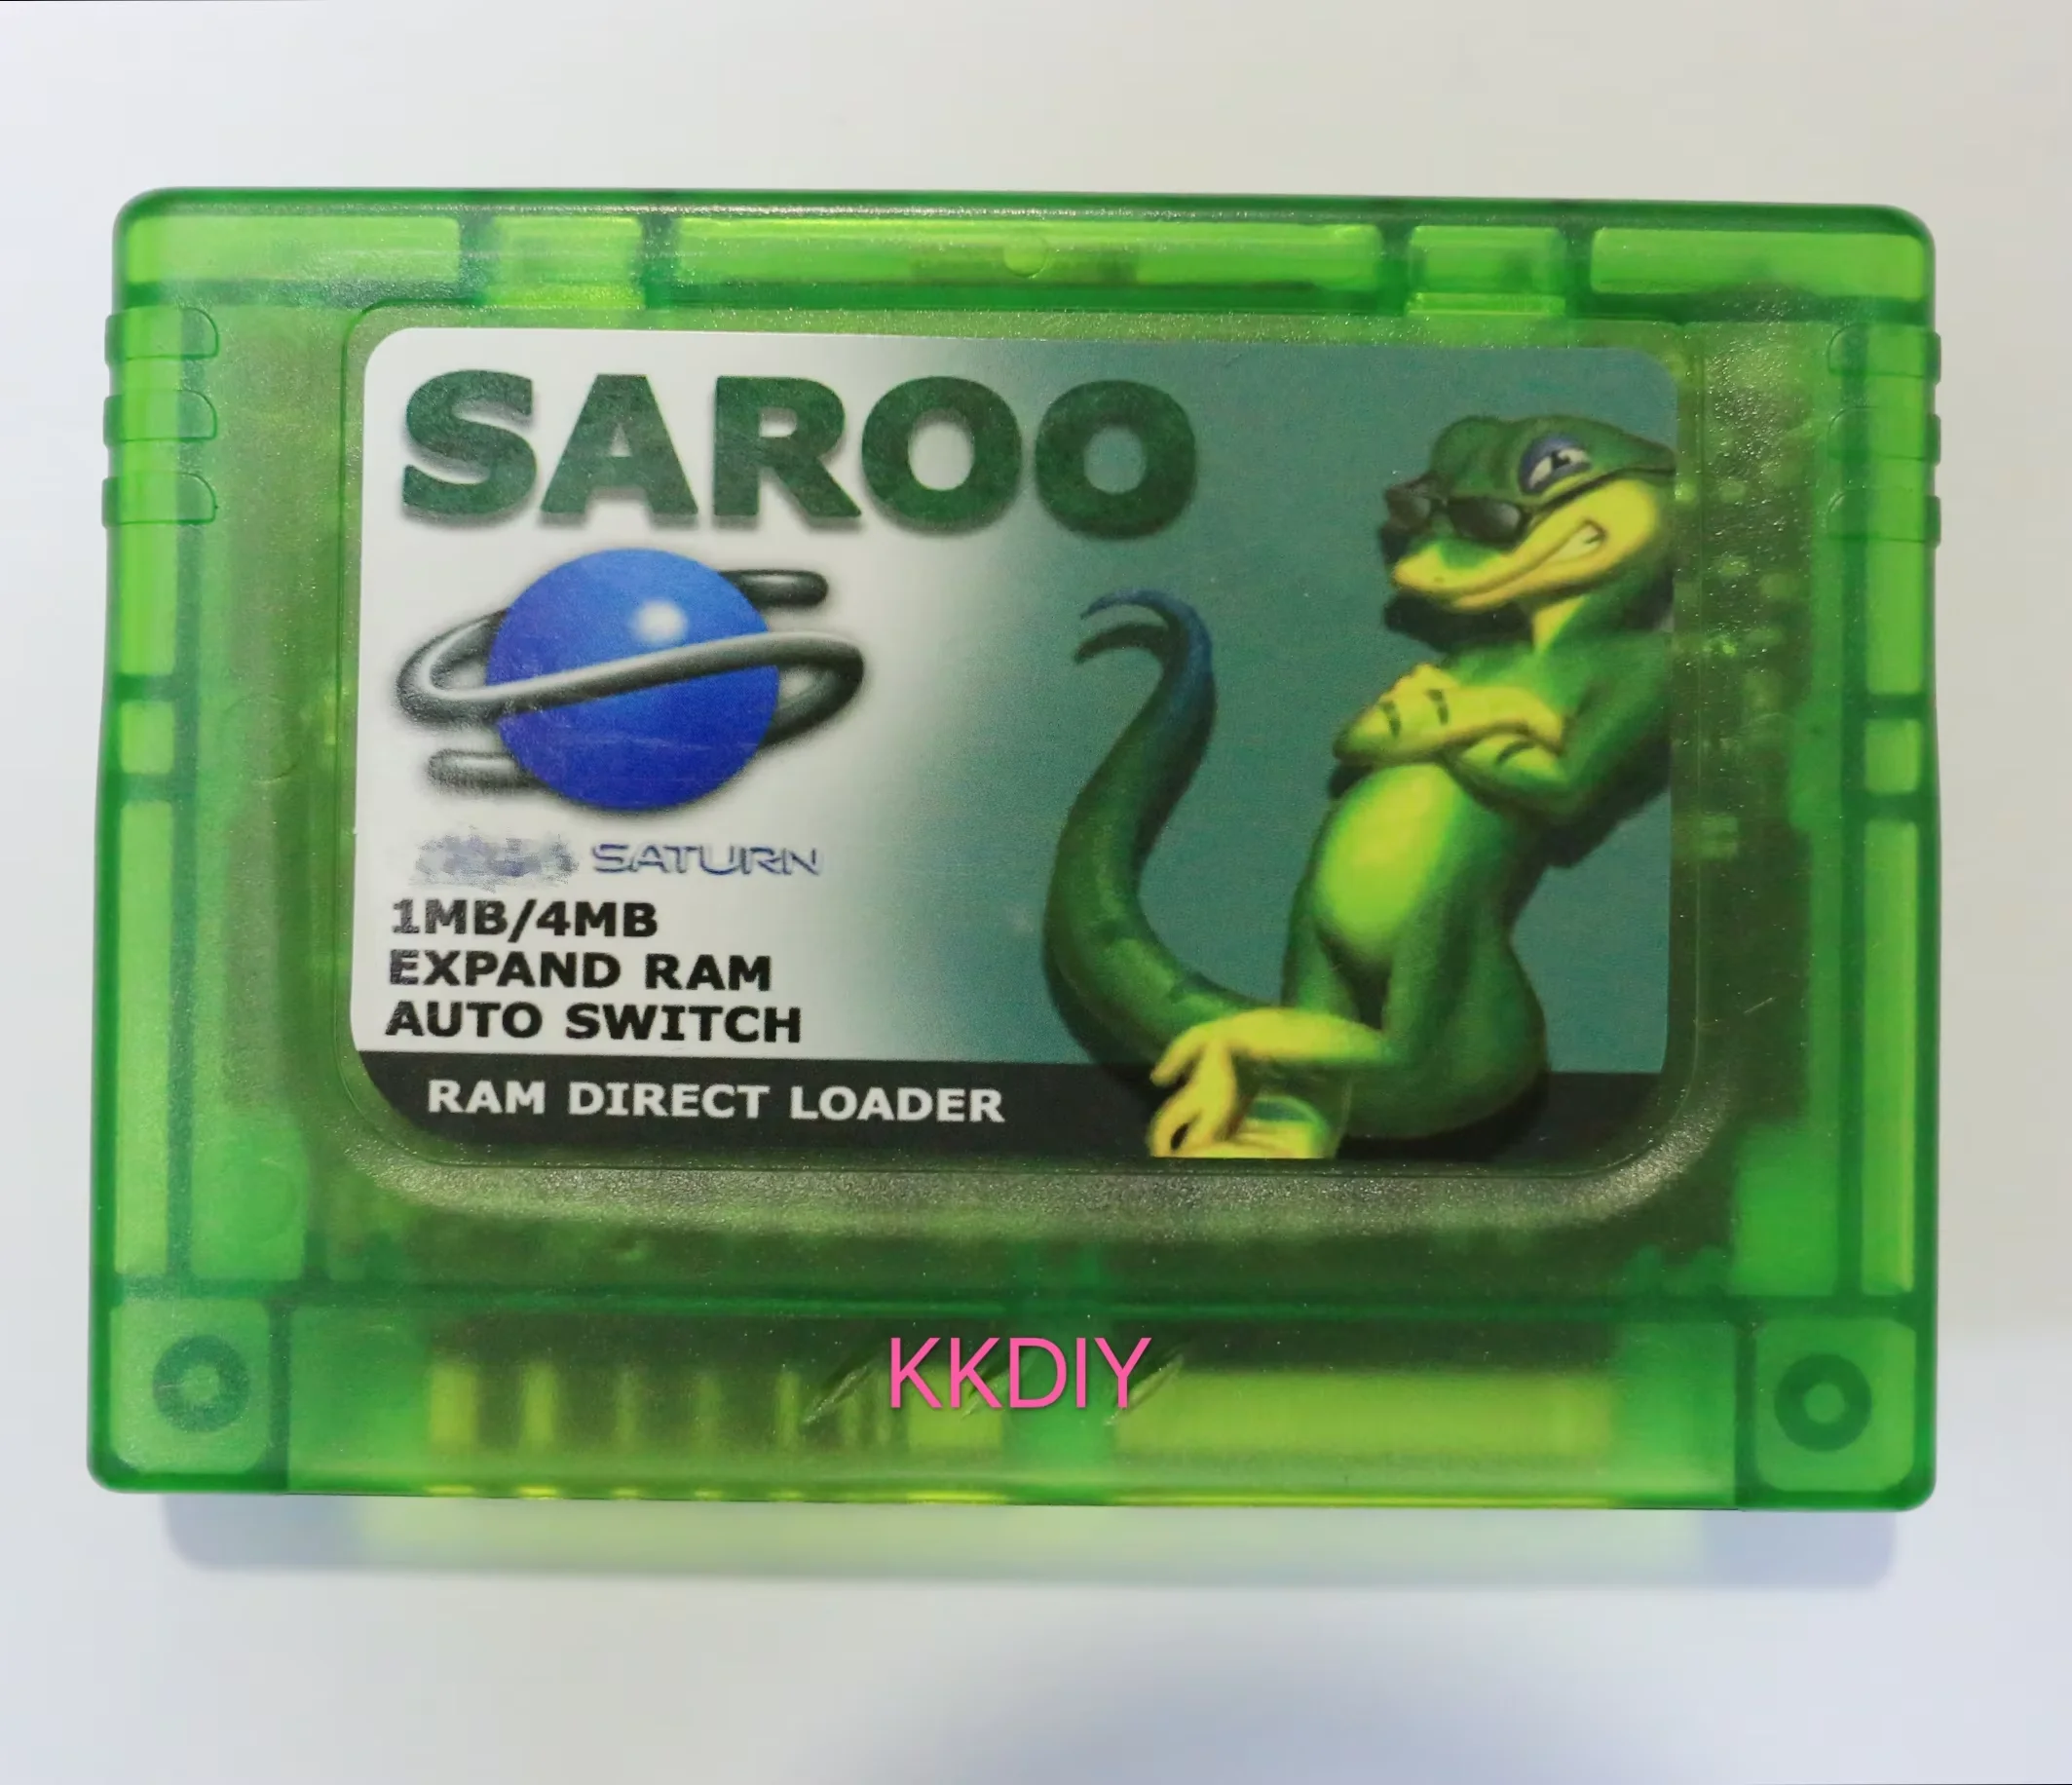 SAROO
SATURN
1MB/4MB
EXPAND RAM
AUTO SWITCH
RAM DIRECT LOADER
KKDIY